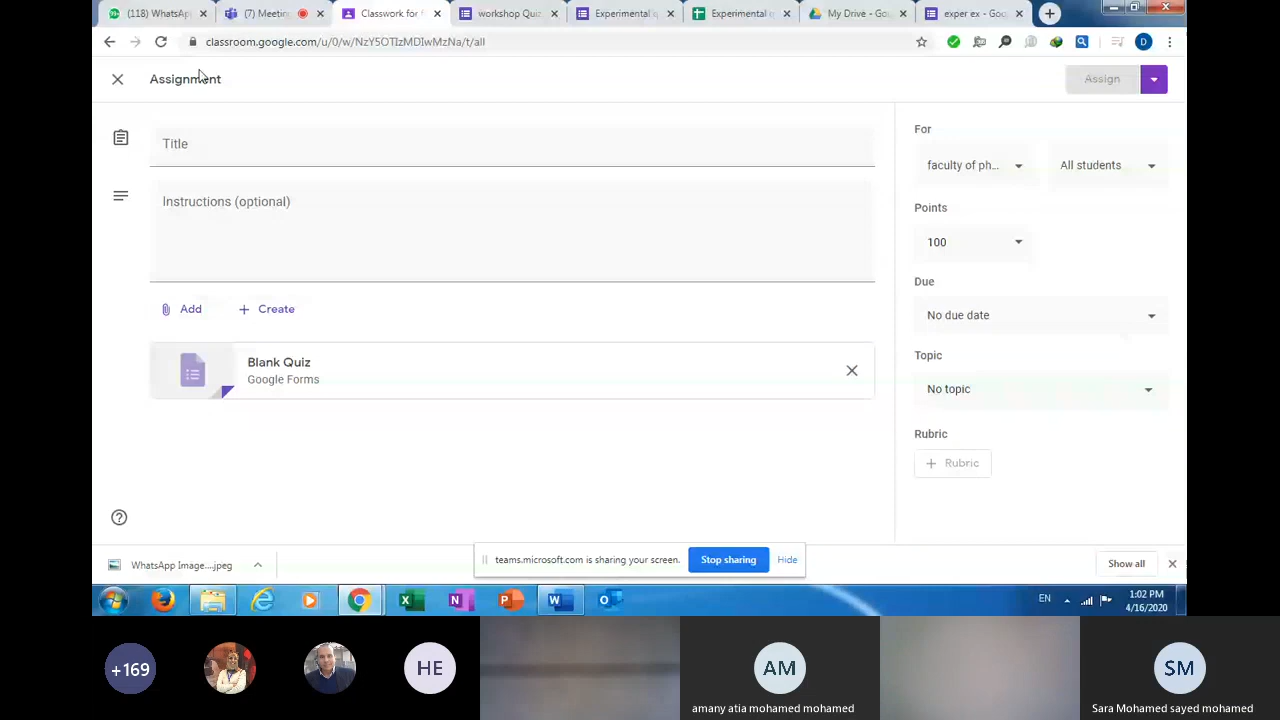 (118) WhatsApp
(7) Meetin
Classwork for f
orkshop Quiz
Experimental
Experimental
My Drive - Go
exper ex - Goo
classroom.google.com
Assignment
Assign
Title
For
faculty of ph...
All students
Instructions (optional)
Points
100
Add
Create
Due
No due date
Blank Quiz
Google Forms
Topic
No topic
Rubric
Rubric
WhatsApp Image....jpeg
teams.microsoft.com is sharing your screen.
Stop sharing
Hide
Show all
EN
1:02 PM
4/16/2020
+169
HE
AM
amany atia mohamed mohamed
SM
Sara Mohamed sayed mohamed